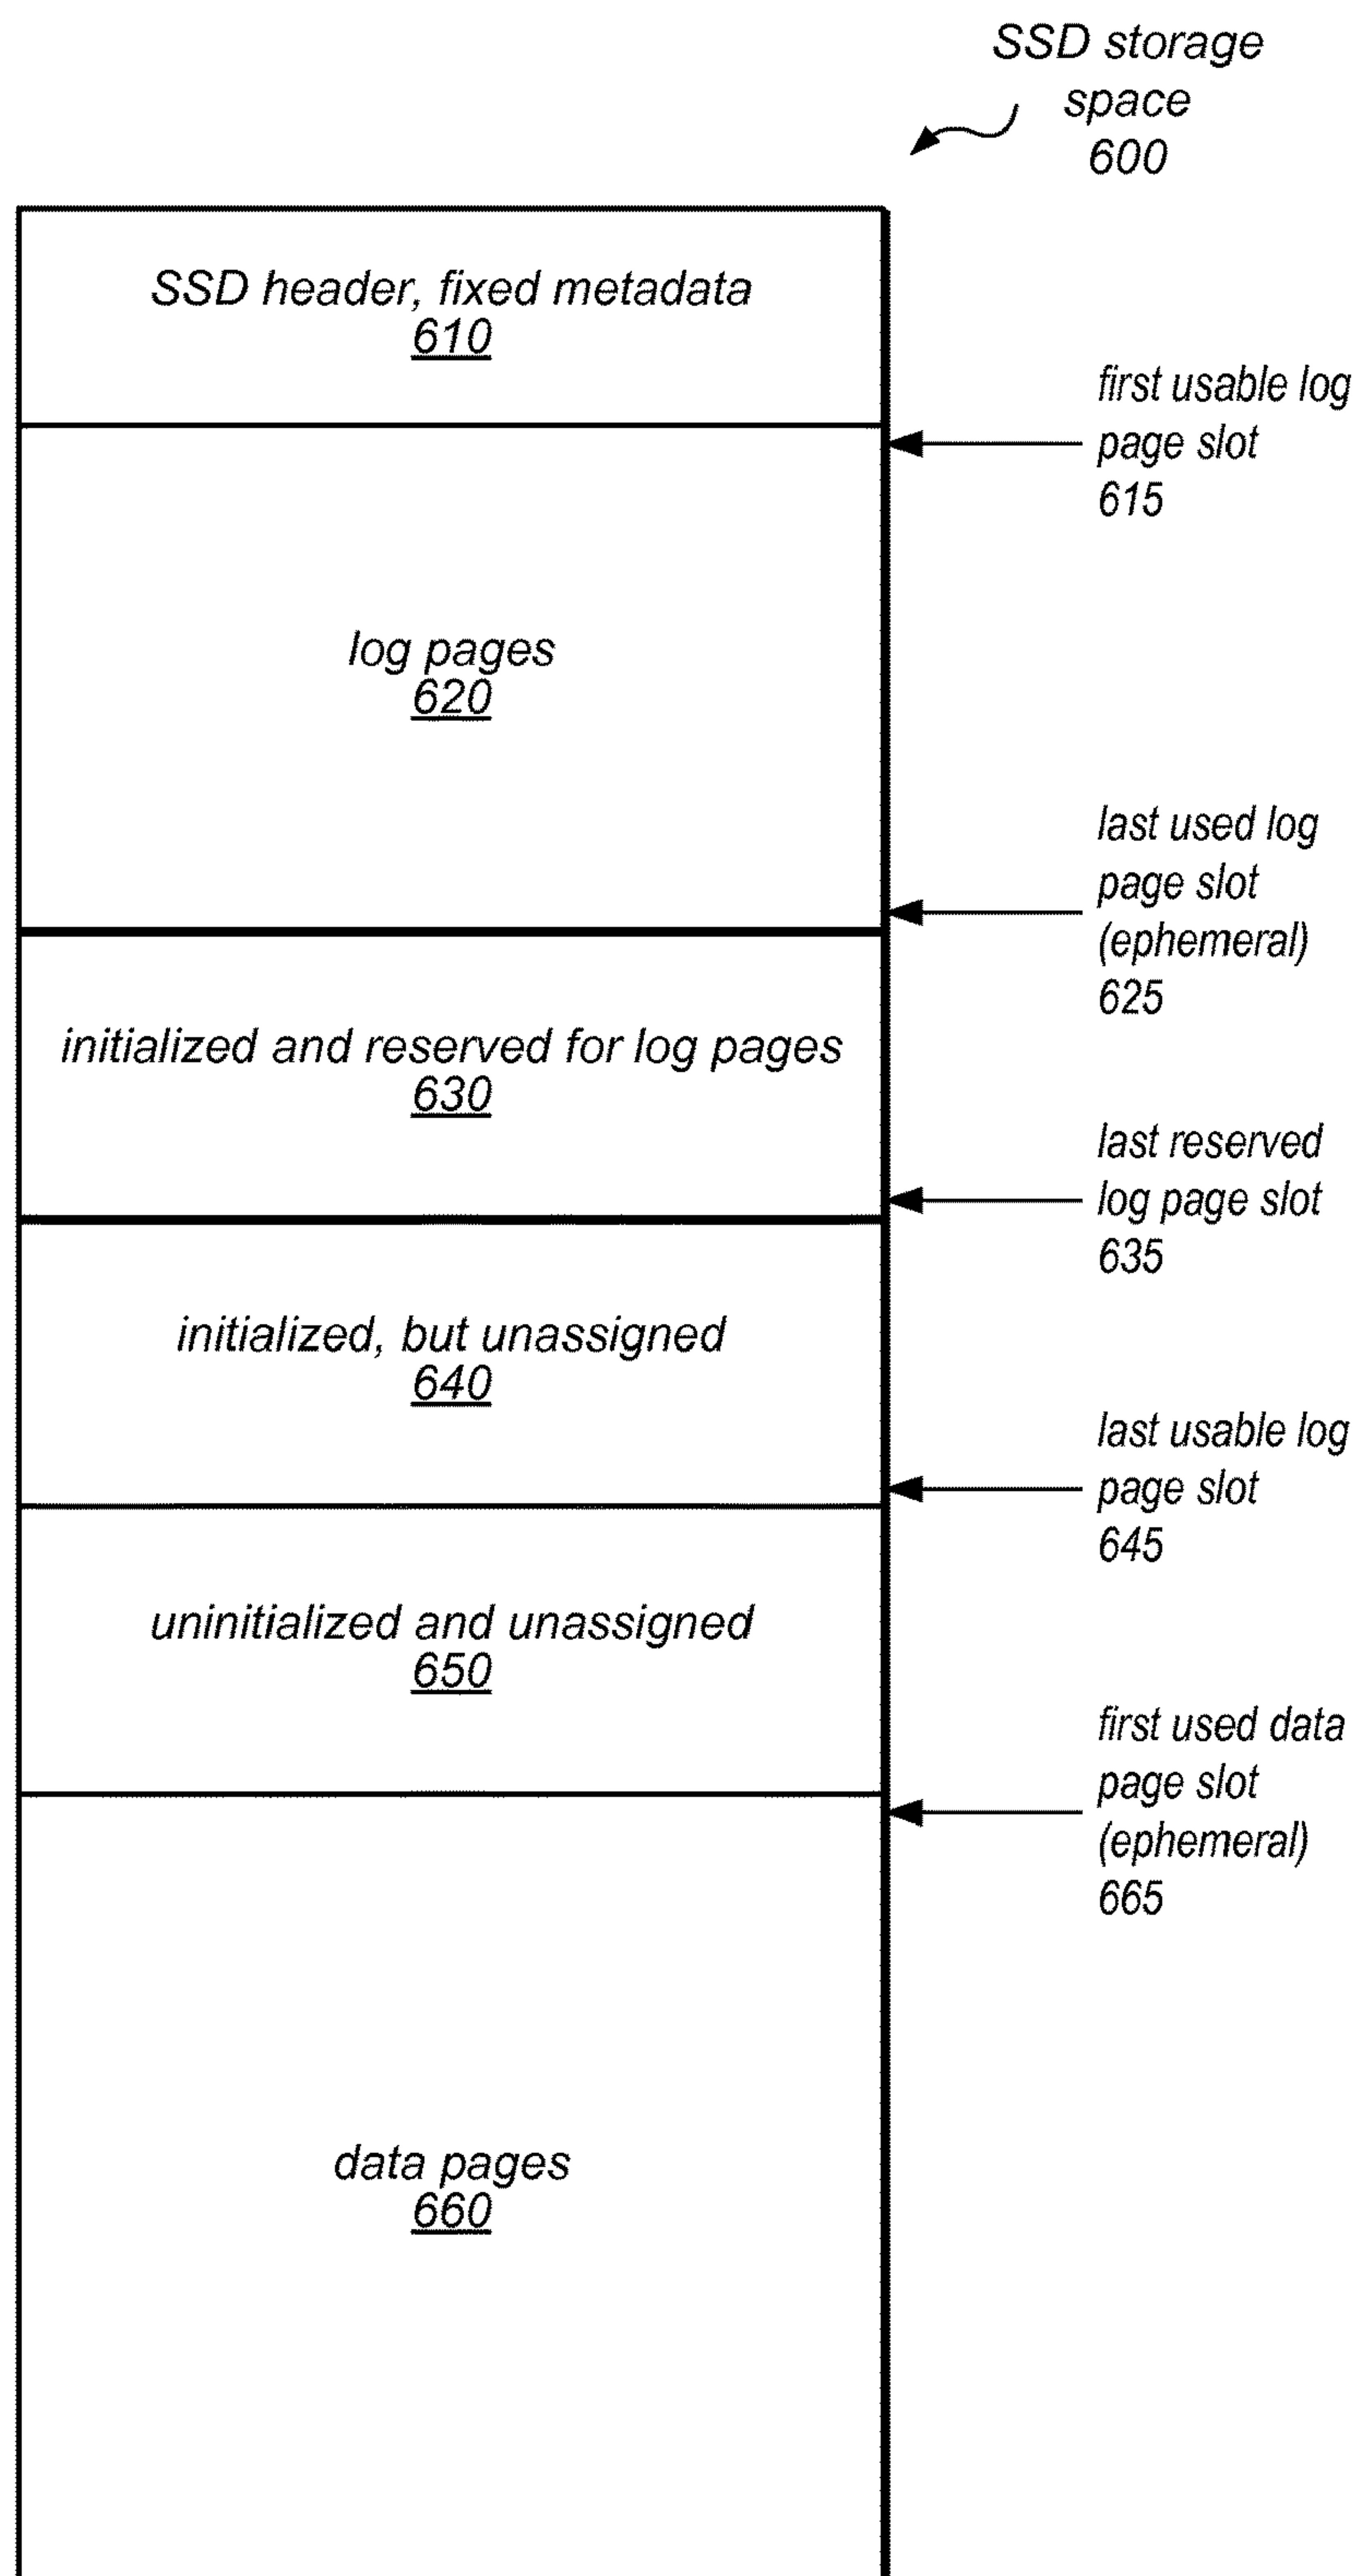 SSD storage
space
600
SSD header, fixed metadata
610
first usable log
page slot
615
log pages
620
last used log
page slot
(ephemeral)
625
initialized and reserved for log pages
630
last reserved
log page slot
635
initialized, but unassigned
640
last usable log
page slot
645
uninitialized and unassigned
650
first used data
page slot
(ephemeral)
665
data pages
660